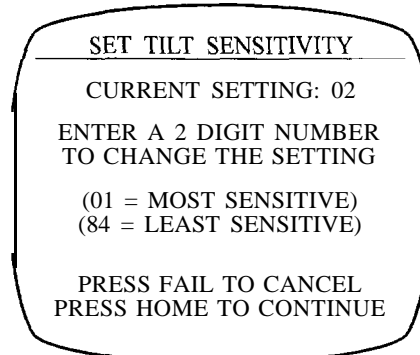 SET TILT SENSITIVITY
CURRENT SETTING: 02
ENTER A 2 DIGIT NUMBER
TO CHANGE THE SETTING
(01 = MOST SENSITIVE)
(84 = LEAST SENSITIVE)
PRESS FAIL TO CANCEL
PRESS HOME TO CONTINUE